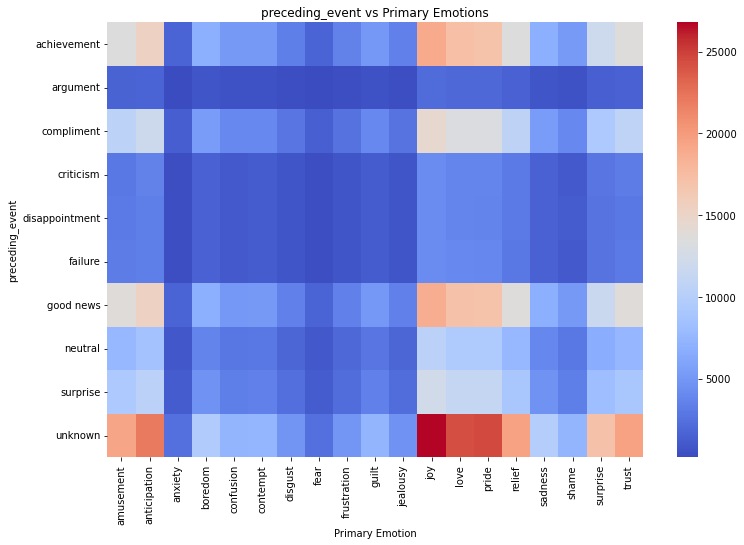 preceding_event vs Primary Emotions
preceding_event
achievement
argument
compliment
criticism
disappointment
failure
good news
neutral
surprise
unknown
amusement
anticipation
anxiety
boredom
confusion
contempt
disgust
fear
frustration
guilt
jealousy
joy
love
pride
relief
sadness
shame
surprise
trust
Primary Emotion
25000
20000
15000
10000
5000